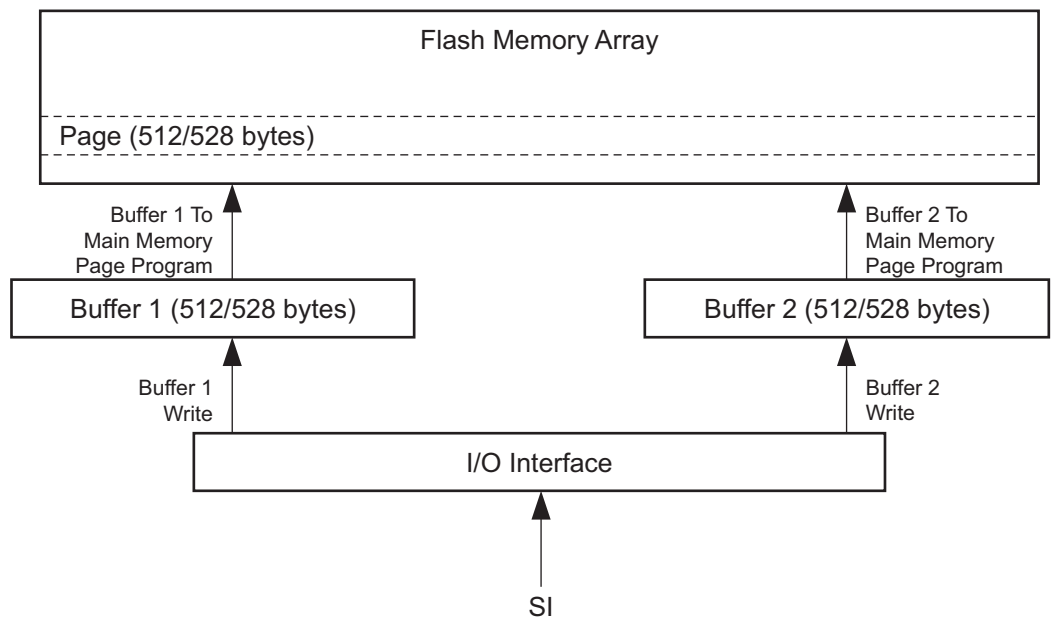 Flash Memory Array
Page (512/528 bytes)
Buffer 1 To
Main Memory
Page Program
Buffer 2 To
Main Memory
Page Program
Buffer 1 (512/528 bytes)
Buffer 2 (512/528 bytes)
Buffer 1
Write
Buffer 2
Write
I/O Interface
SI